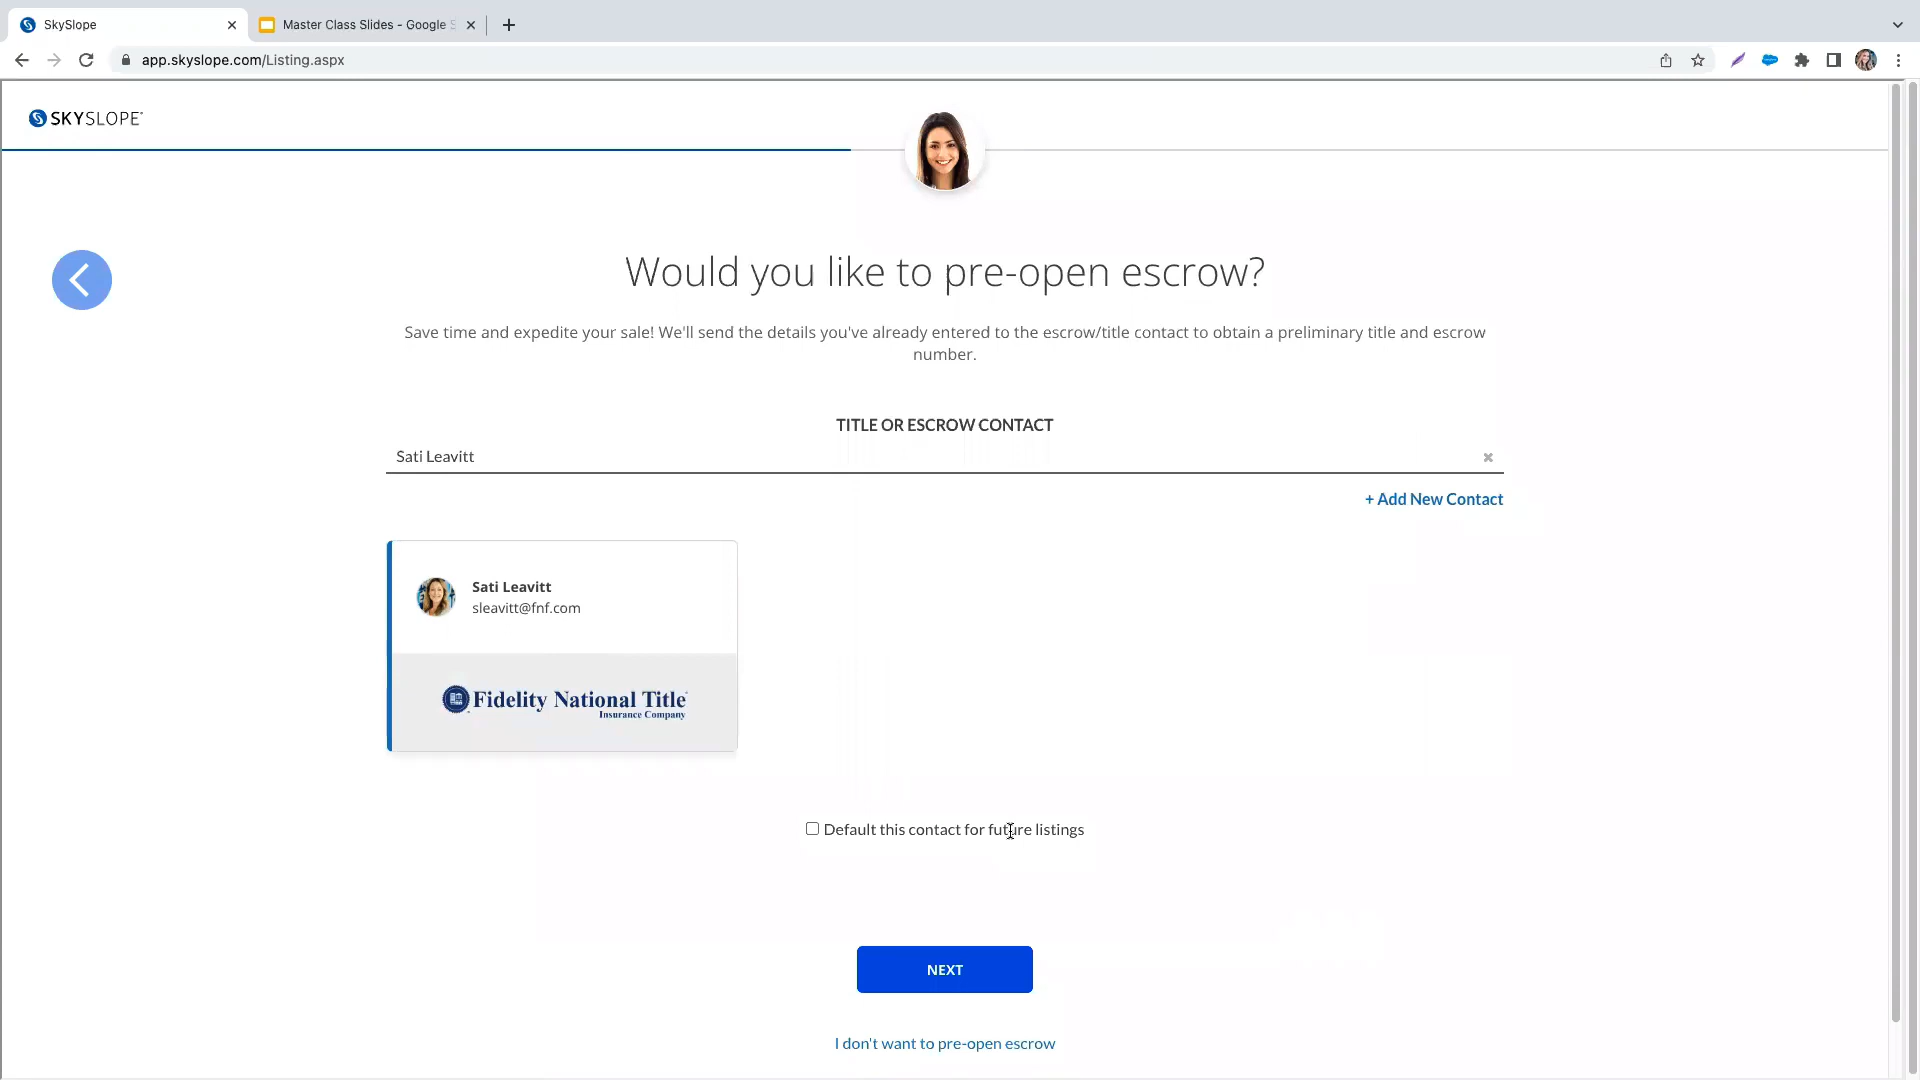 SkySlope
Master Class Slides - Google S
app.skyslope.com/Listing.aspx
SKYSLOPE
Would you like to pre-open escrow?
Save time and expedite your sale! We'll send the details you've already entered to the escrow/title contact to obtain a preliminary title and escrow
number.
TITLE OR ESCROW CONTACT
Sati Leavitt
+ Add New Contact
Sati Leavitt
sleavitt@fnf.com
Fidelity National Title
Insurance Company
Default this contact for future listings
NEXT
I don't want to pre-open escrow